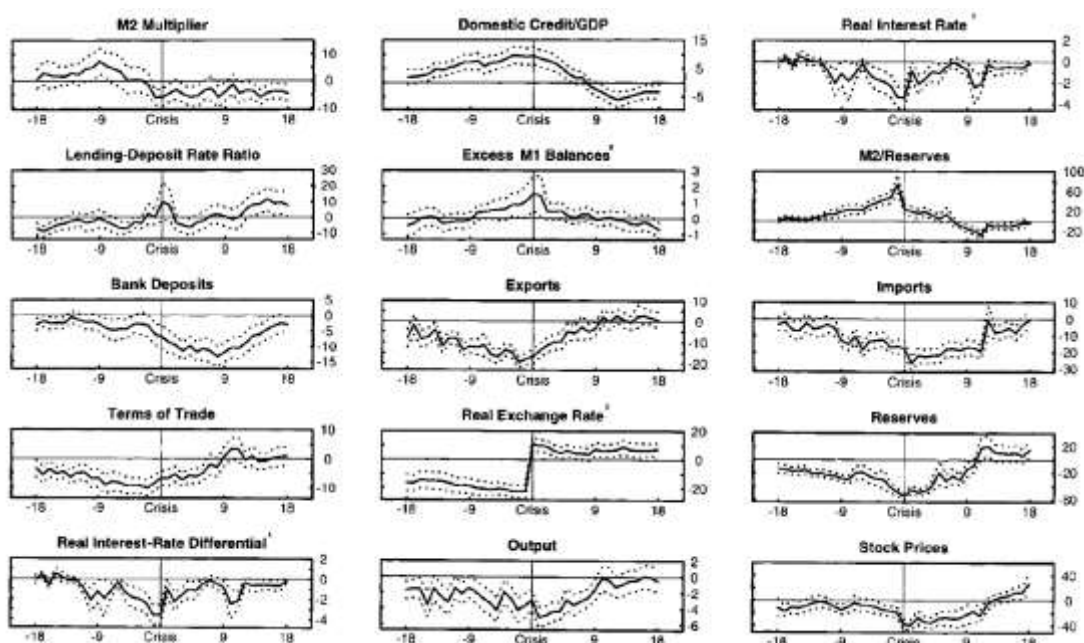 M2 Multiplier
10
0
-10
-18 -9 Crisis 9 18
Domestic Credit/GDP
15
5
-5
-18 -9 Crisis 9 18
Real Interest Rate
2
0
-2
-4
-18 -9 Crisis 9 18
Lending-Deposit Rate Ratio
30
20
10
0
-10
-18 -9 Crisis 9 18
Excess M1 Balances
3
2
1
0
-1
-18 -9 Crisis 9 18
M2/Reserves
100
60
20
-20
-18 -9 Crisis 9 18
Bank Deposits
5
0
-5
-10
-15
-18 -9 Crisis 9 18
Exports
10
0
-10
-20
-18 -9 Crisis 9 18
Imports
10
0
-10
-20
-30
-18 -9 Crisis 9 18
Terms of Trade
10
0
-10
-18 -9 Crisis 9 18
Real Exchange Rate
20
0
-20
-18 -9 Crisis 9 18
Reserves
20
-20
-18 -9 Crisis 9 18
Real Interest-Rate Differential
2
0
-2
-4
-18 -9 Crisis 9 18
Output
2
0
-2
-4
-6
-18 -9 Crisis 9 18
Stock Prices
40
0
-40
-18 -9 Crisis 9 18